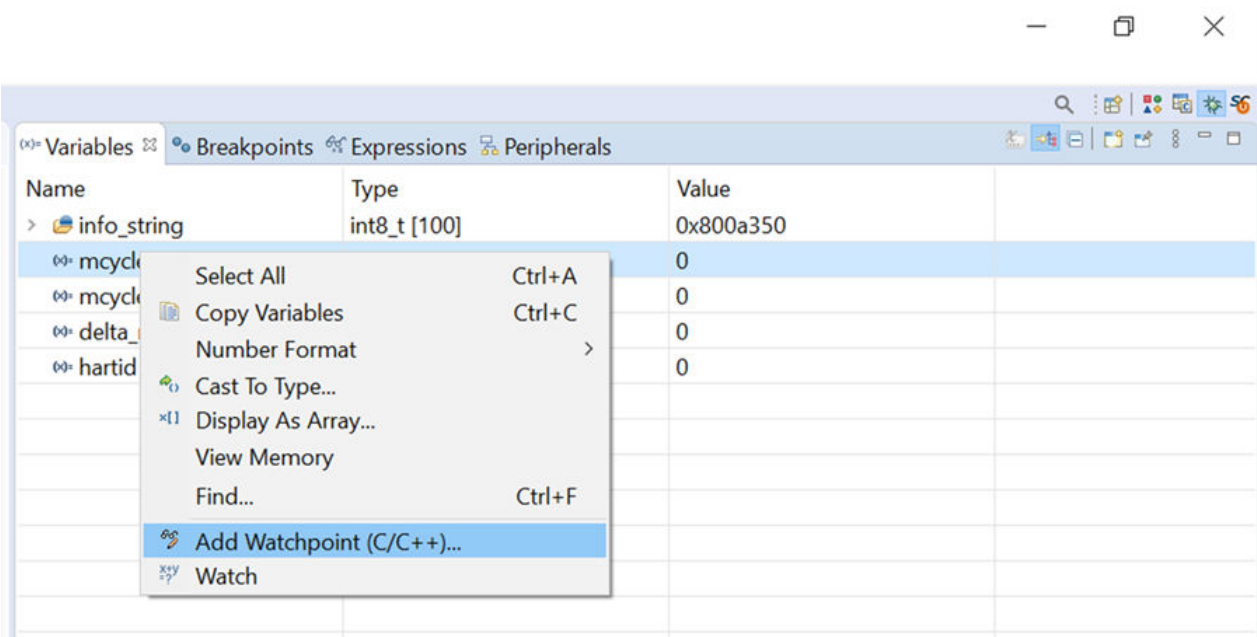 Variables Breakpoints Expressions Peripherals
Name Type Value
info_string int8_t [100] 0x800a350
0
0
0
hartid 0
Select All Ctrl+A
Copy Variables Ctrl+C
Number Format
Cast To Type...
Display As Array...
View Memory
Find... Ctrl+F
Add Watchpoint (C/C++)...
Watch